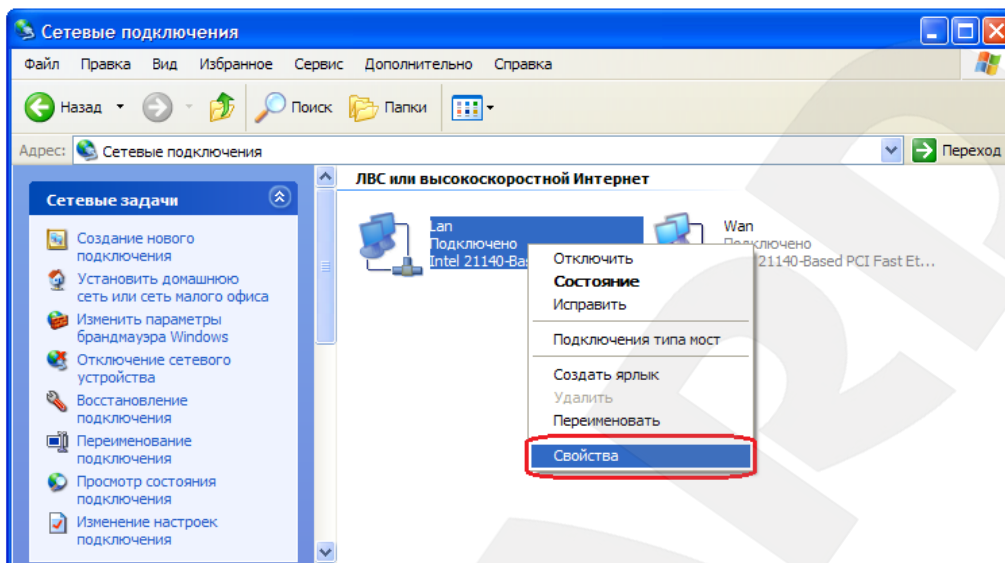 Сетевые подключения
Файл Правка Вид Избранное Сервис Дополнительно Справка
Назад Поиск Папки
Адрес: Сетевые подключения Переход
ЛВС или высокоскоростной Интернет
Сетевые задачи
Создание нового
подключения
Установить домашнюю
сеть или сеть малого офиса
Изменить параметры
брандмауэра Windows
Отключение сетевого
устройства
Восстановление
подключения
Переименование
подключения
Просмотр состояния
подключения
Изменение настроек
подключения
Lan
Подключено
Intel 21140-Bas
Wan
Подключено
21140-Based PCI Fast Et...
Отключить
Состояние
Исправить
Подключения типа мост
Создать ярлык
Удалить
Переименовать
Свойства